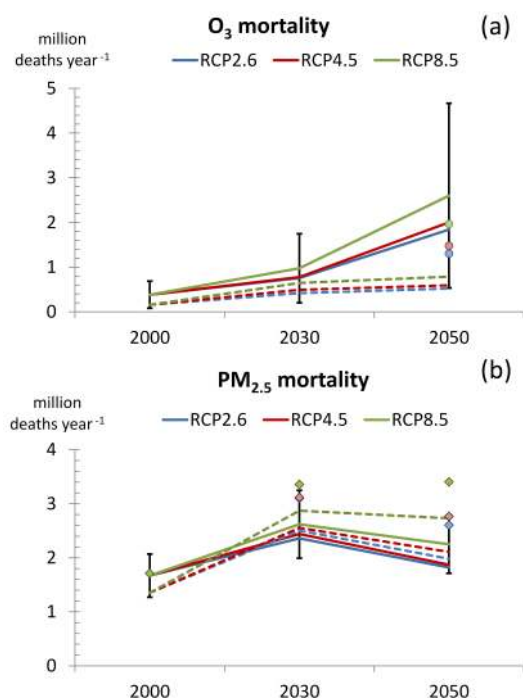 O₃ mortality
(a)
million
deaths year ⁻¹
RCP2.6 RCP4.5 RCP8.5
5
4
3
2
1
0
2000 2030 2050
PM₂.₅ mortality
(b)
million
deaths year ⁻¹
RCP2.6 RCP4.5 RCP8.5
4
3
2
1
0
2000 2030 2050